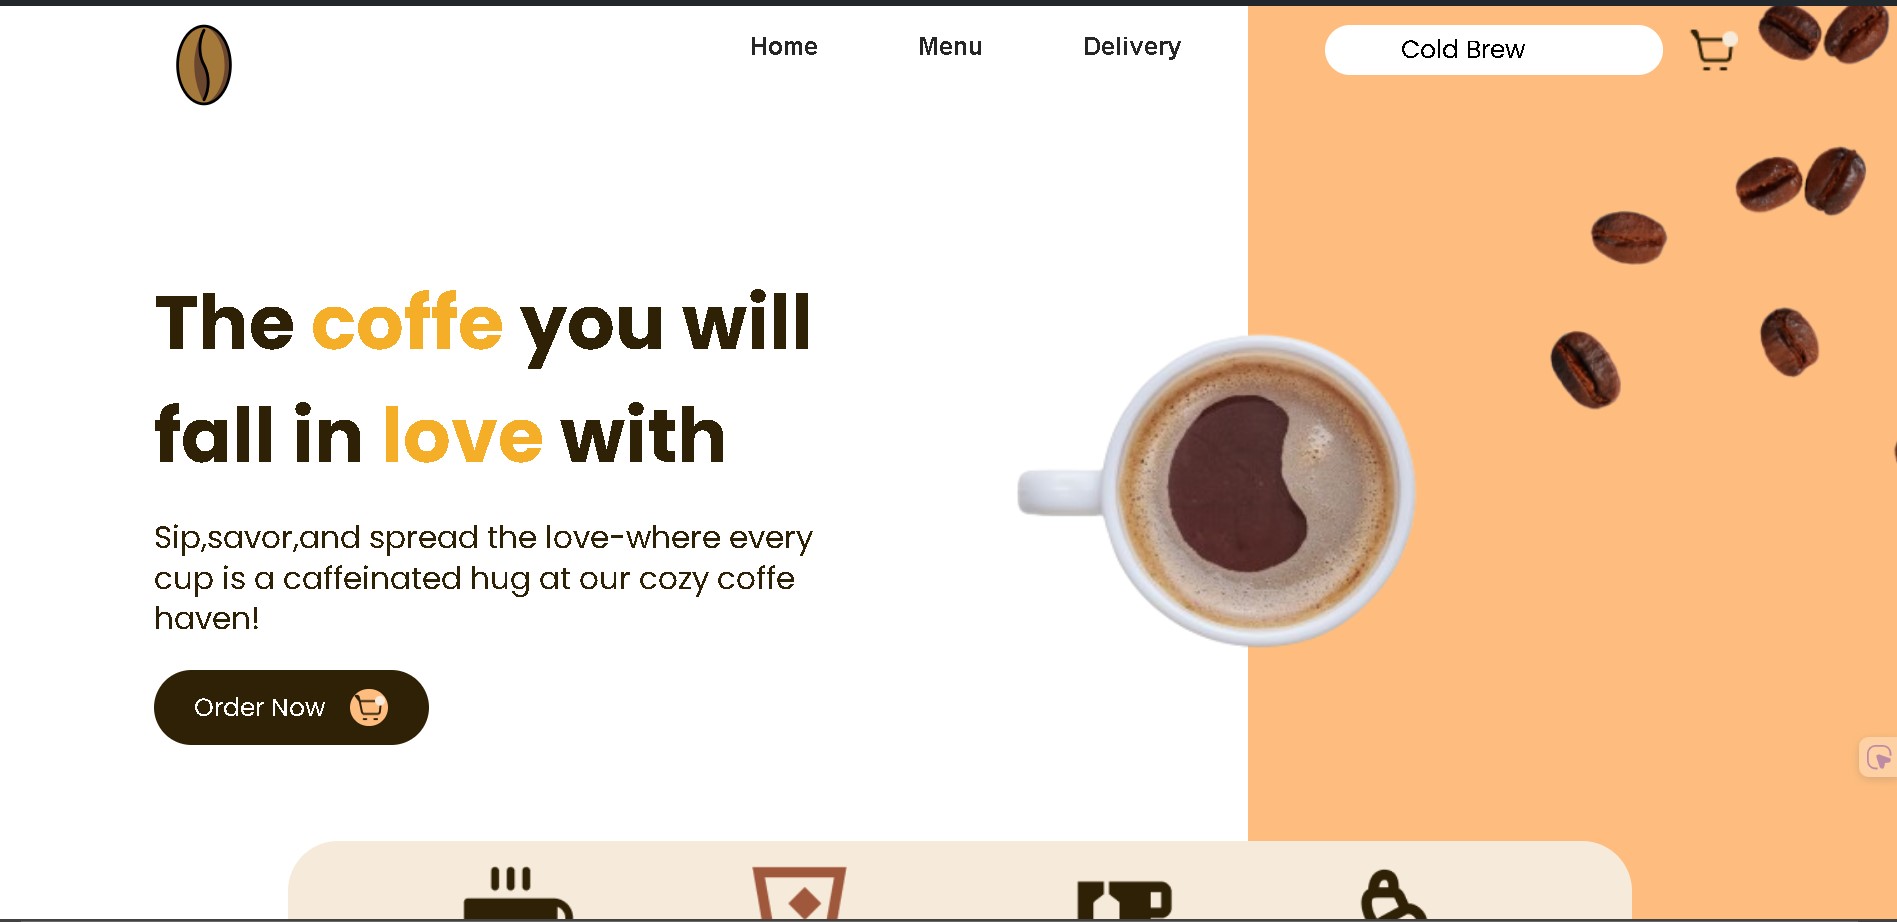 Home Menu Delivery Cold Brew
The coffe you will
fall in love with
Sip,savor,and spread the love-where every
cup is a caffeinated hug at our cozy coffe
haven!
Order Now